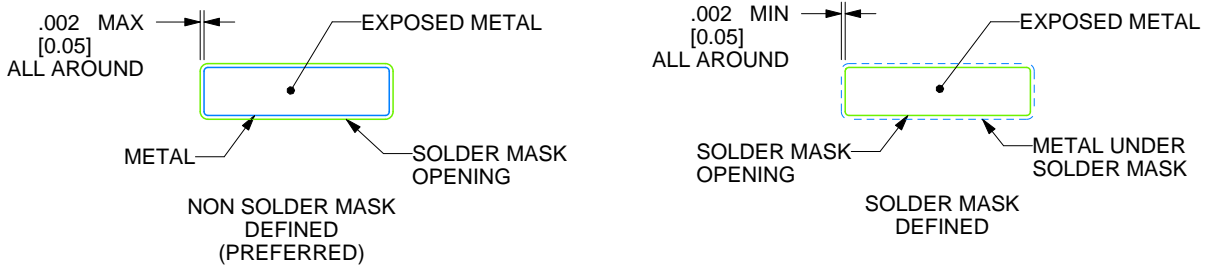 .002 MAX
[0.05]
ALL AROUND
EXPOSED METAL
METAL
SOLDER MASK
OPENING
NON SOLDER MASK
DEFINED
(PREFERRED)
.002 MIN
[0.05]
ALL AROUND
EXPOSED METAL
SOLDER MASK
OPENING
METAL UNDER
SOLDER MASK
SOLDER MASK
DEFINED